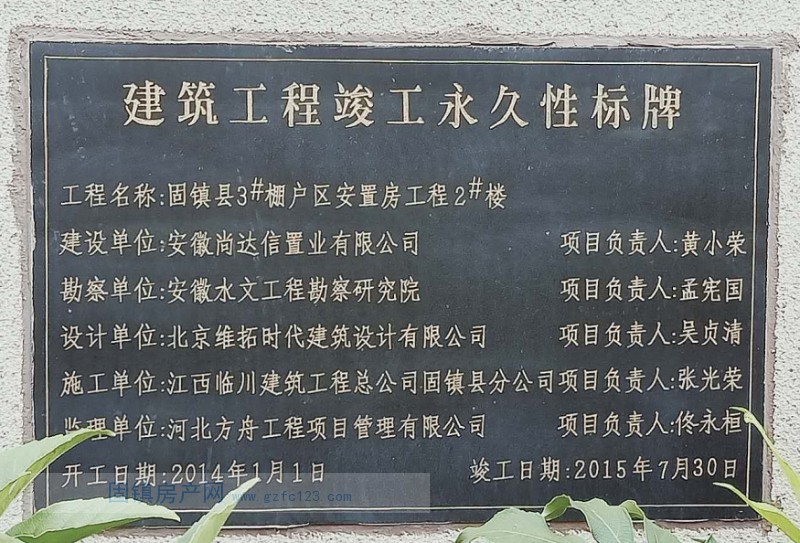 建筑工程竣工永久性标牌
工程名称:固镇县3#棚户区安置房工程2#楼
建设单位:安徽尚达信置业有限公司 项目负责人:黄小荣
勘察单位:安徽水文工程勘察研究院 项目负责人:孟宪国
设计单位:北京维拓时代建筑设计有限公司 项目负责人:吴贞清
施工单位:江西临川建筑工程总公司固镇县分公司 项目负责人:张光荣
监理单位:河北方舟工程项目管理有限公司 项目负责人:佟永桓
开工日期:2014年1月1日 竣工日期:2015年7月30日
固镇房产网 www.gzfc123.com